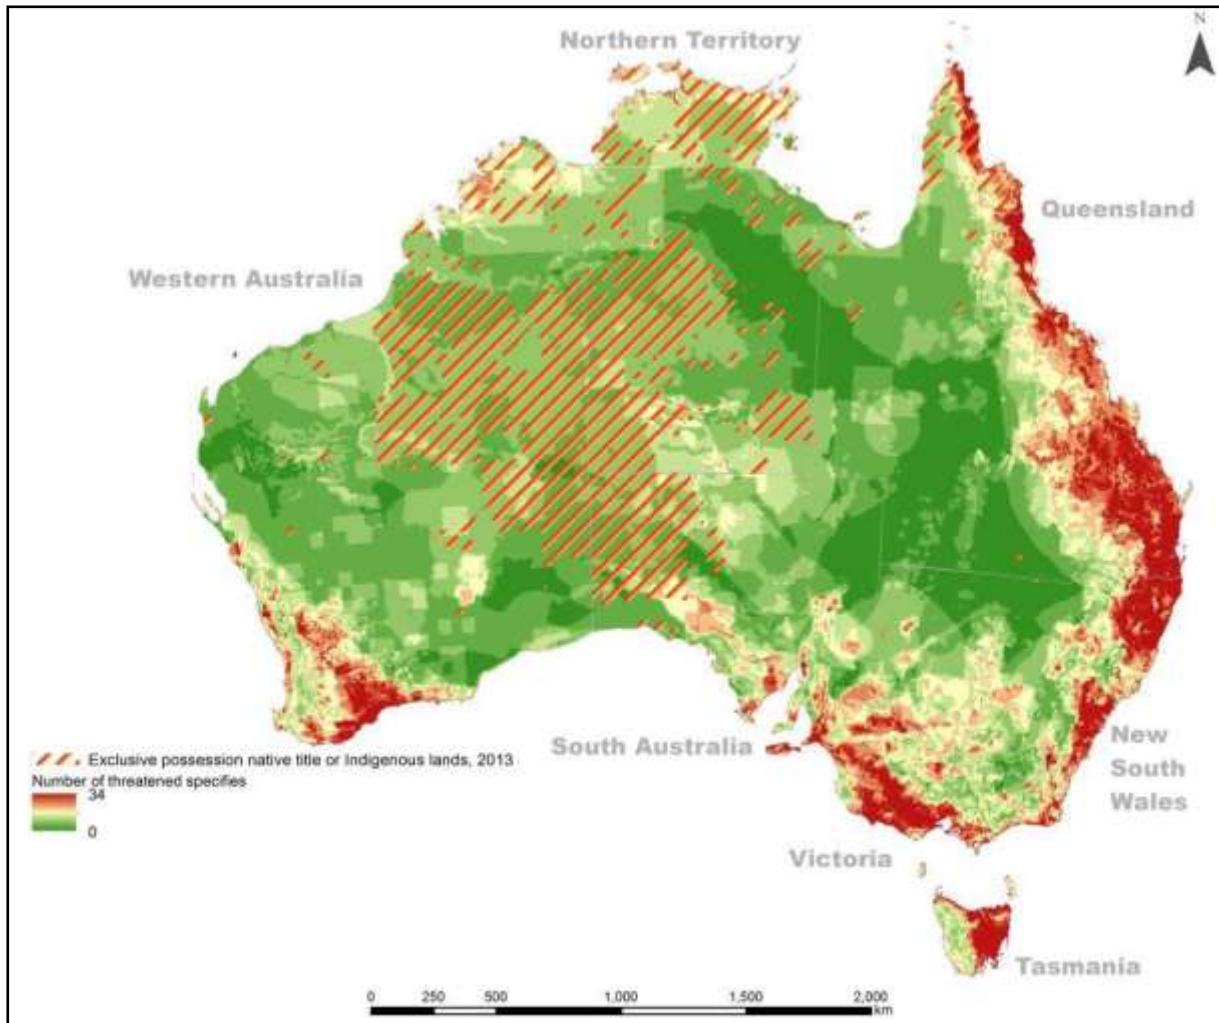 N
Northern Territory
Queensland
Western Australia
South Australia
New
South
Wales
Victoria
Tasmania
Exclusive possession native title or Indigenous lands, 2013
Number of threatened specifies
34
0
0 250 500 1,000 1,500 2,000
km